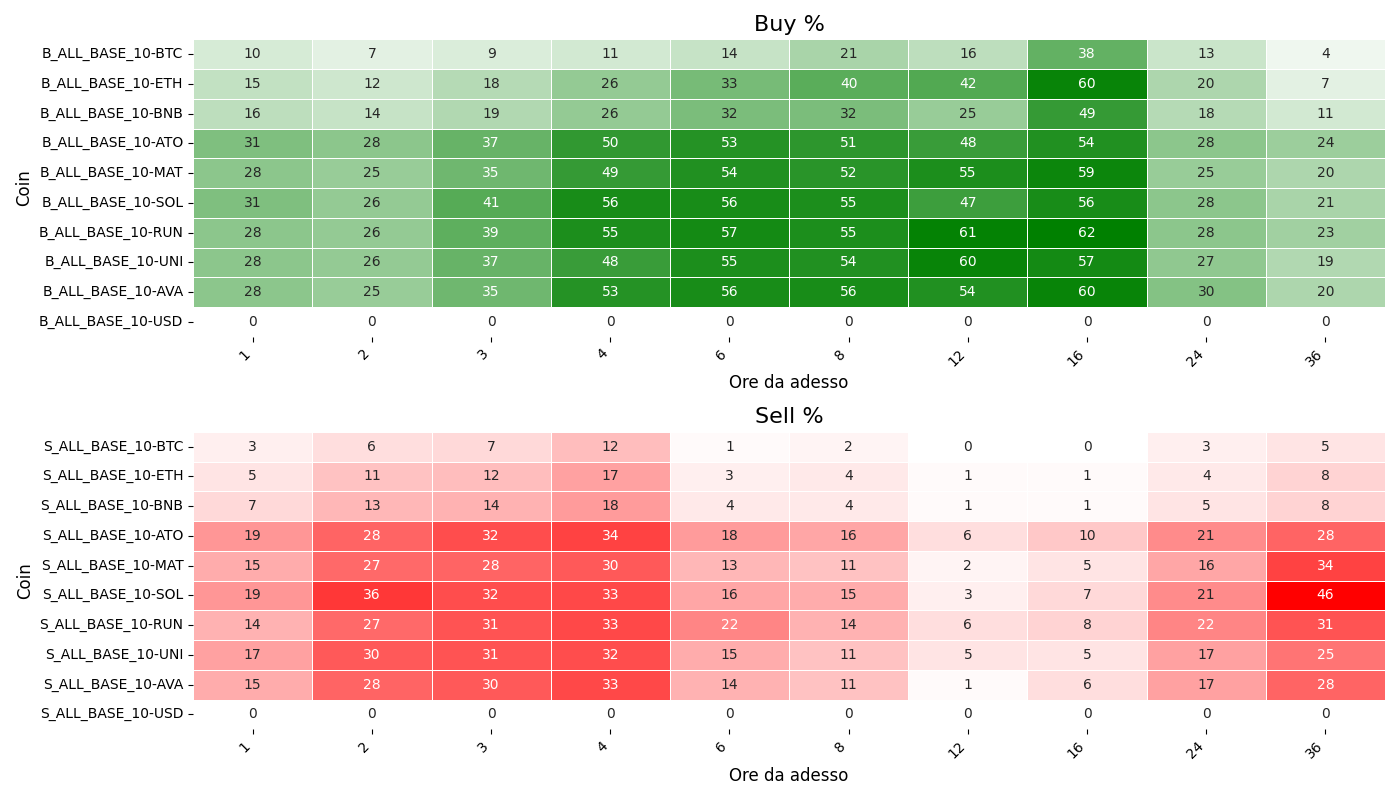 Buy %
Coin
B_ALL_BASE_10-BTC 10 7 9 11 14 21 16 38 13 4
B_ALL_BASE_10-ETH 15 12 18 26 33 40 42 60 20 7
B_ALL_BASE_10-BNB 16 14 19 26 32 32 25 49 18 11
B_ALL_BASE_10-ATO 31 28 37 50 53 51 48 54 28 24
B_ALL_BASE_10-MAT 28 25 35 49 54 52 55 59 25 20
B_ALL_BASE_10-SOL 31 26 41 56 56 55 47 56 28 21
B_ALL_BASE_10-RUN 28 26 39 55 57 55 61 62 28 23
B_ALL_BASE_10-UNI 28 26 37 48 55 54 60 57 27 19
B_ALL_BASE_10-AVA 28 25 35 53 56 56 54 60 30 20
B_ALL_BASE_10-USD 0 0 0 0 0 0 0 0 0 0
1 2 3 4 6 8 12 16 24 36
Ore da adesso
Sell %
Coin
S_ALL_BASE_10-BTC 3 6 7 12 1 2 0 0 3 5
S_ALL_BASE_10-ETH 5 11 12 17 3 4 1 1 4 8
S_ALL_BASE_10-BNB 7 13 14 18 4 4 1 1 5 8
S_ALL_BASE_10-ATO 19 28 32 34 18 16 6 10 21 28
S_ALL_BASE_10-MAT 15 27 28 30 13 11 2 5 16 34
S_ALL_BASE_10-SOL 19 36 32 33 16 15 3 7 21 46
S_ALL_BASE_10-RUN 14 27 31 33 22 14 6 8 22 31
S_ALL_BASE_10-UNI 17 30 31 32 15 11 5 5 17 25
S_ALL_BASE_10-AVA 15 28 30 33 14 11 1 6 17 28
S_ALL_BASE_10-USD 0 0 0 0 0 0 0 0 0 0
1 2 3 4 6 8 12 16 24 36
Ore da adesso